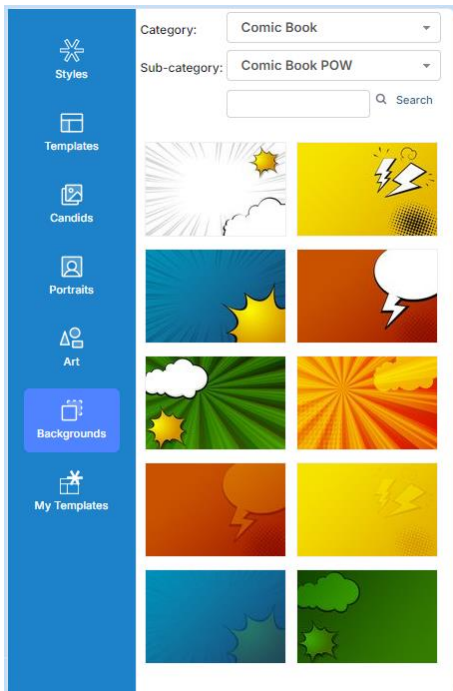 Styles
Templates
Candids
Portraits
Art
Backgrounds
My Templates
Category:
Comic Book
Sub-category:
Comic Book POW
Search